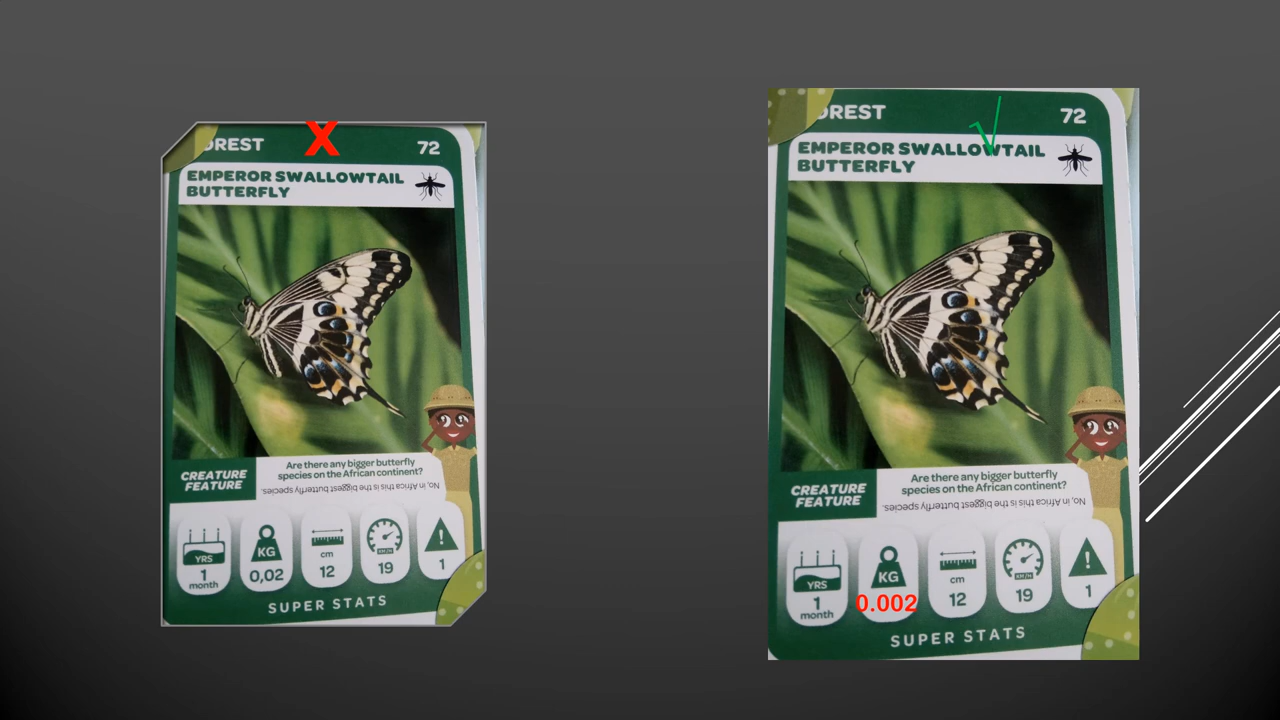 X
OREST 72
EMPEROR SWALLOWTAIL
BUTTERFLY
CREATURE
FEATURE
Are there any bigger butterfly
species on the African continent?
No, in Africa this is the biggest butterfly species.
YRS
1
month
KG
0,02
cm
12
KM/H
19
1
SUPER STATS
OREST 72
EMPEROR SWALLOWTAIL
BUTTERFLY
CREATURE
FEATURE
Are there any bigger butterfly
species on the African continent?
No, in Africa this is the biggest butterfly species.
YRS
1
month
KG
0.002
cm
12
KM/H
19
1
SUPER STATS